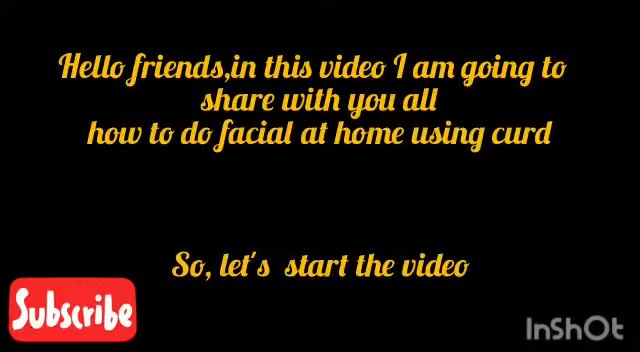 Hello friends,in this video I am going to
share with you all
how to do facial at home using curd
So, let's start the video
Subscribe
InShOt